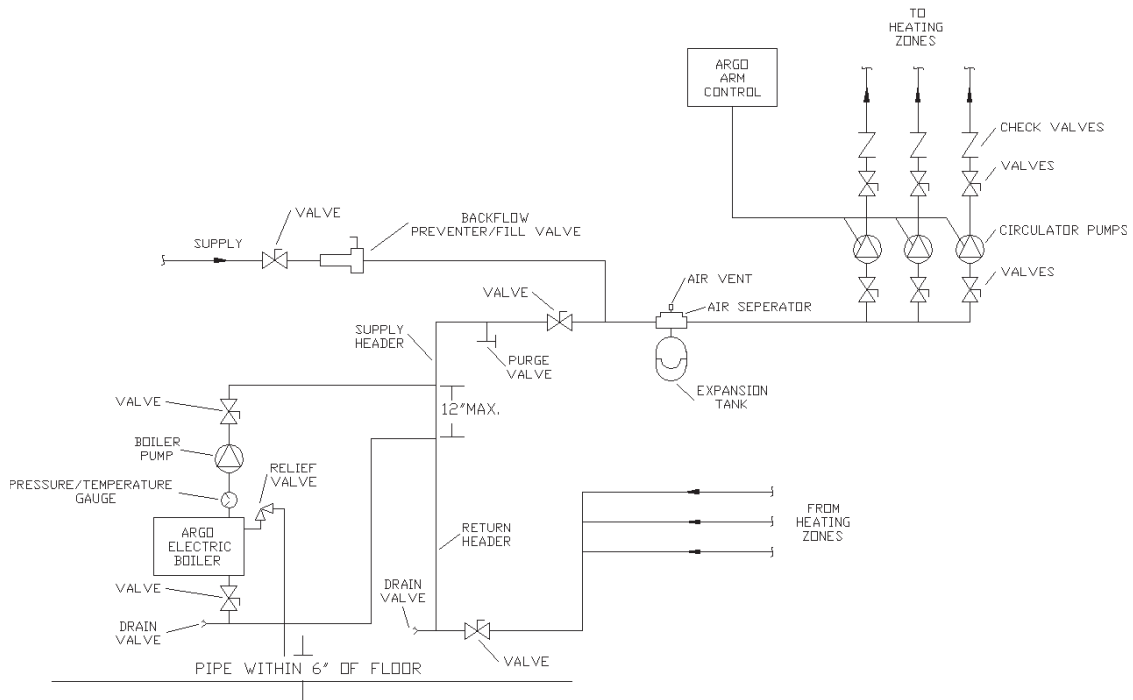 TO
HEATING
ZONES
ARGO
ARM
CONTROL
CHECK VALVES
VALVES
CIRCULATOR PUMPS
VALVES
VALVE
BACKFLOW
PREVENTER/FILL VALVE
SUPPLY
AIR VENT
VALVE
AIR SEPERATOR
SUPPLY
HEADER
PURGE
VALVE
EXPANSION
TANK
VALVE
12"MAX.
BOILER
PUMP
RELIEF
VALVE
PRESSURE/TEMPERATURE
GAUGE
FROM
HEATING
ZONES
ARGO
ELECTRIC
BOILER
RETURN
HEADER
VALVE
DRAIN
VALVE
DRAIN
VALVE
VALVE
PIPE WITHIN 6" OF FLOOR